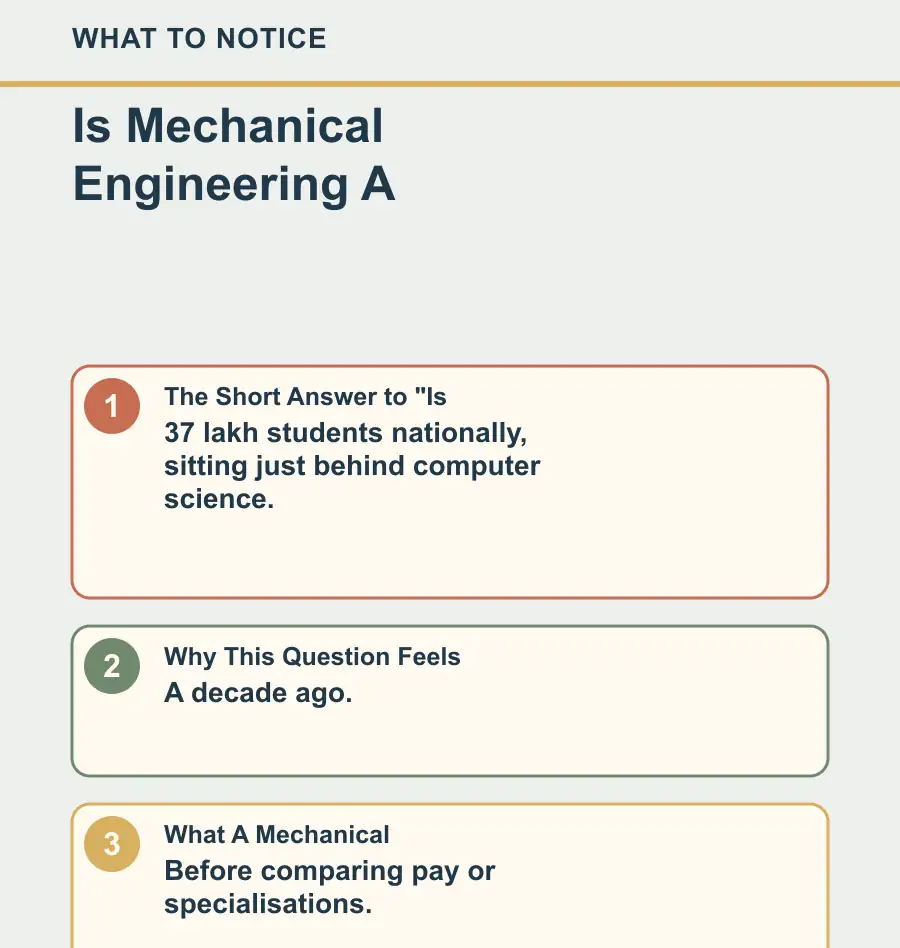 WHAT TO NOTICE
Is Mechanical
Engineering A
1
The Short Answer to "Is
37 lakh students nationally,
sitting just behind computer
science.
2
Why This Question Feels
A decade ago.
3
What A Mechanical
Before comparing pay or
specialisations.